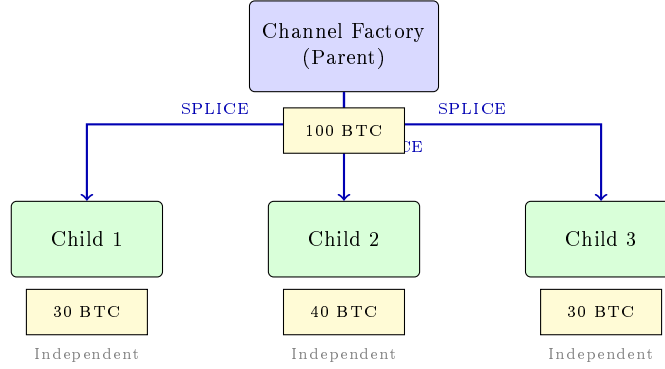 Channel Factory
(Parent)
SPLICE
SPLICE
100 BTC
CE
Child 1
Child 2
Child 3
30 BTC
40 BTC
30 BTC
Independent
Independent
Independent